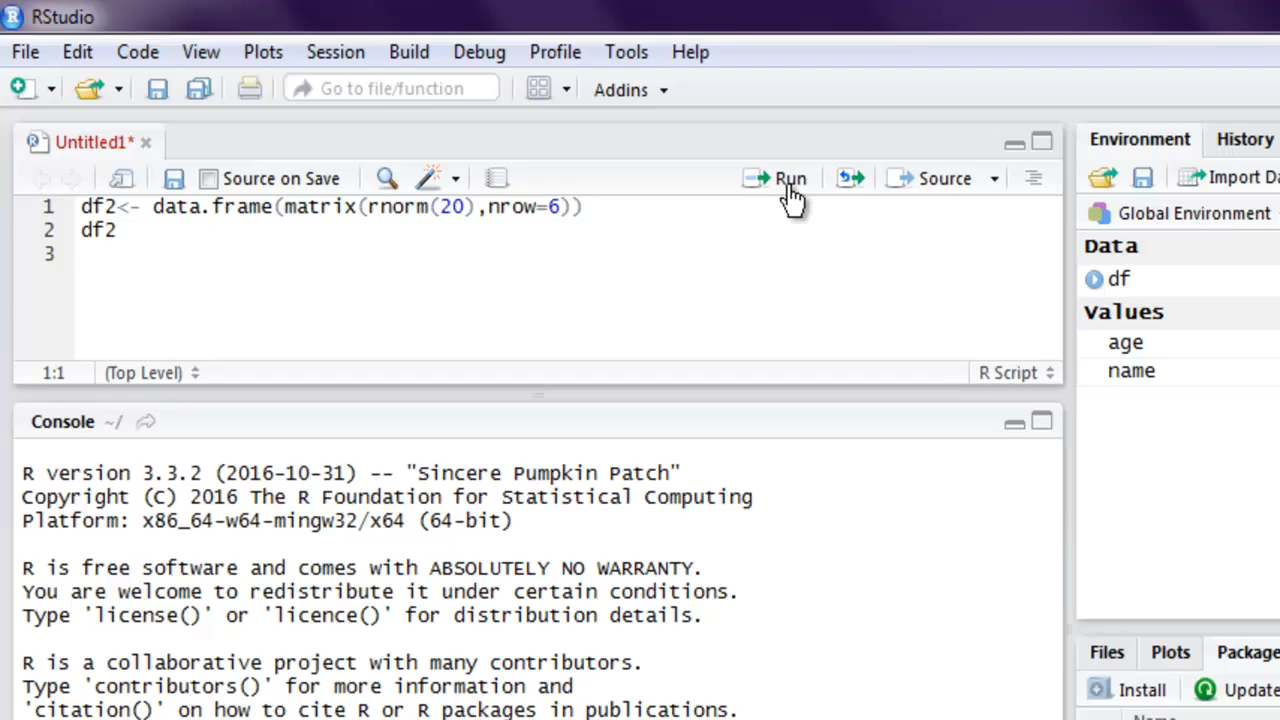 RStudio
File Edit Code View Plots Session Build Debug Profile Tools Help
Go to file/function Addins
Untitled1*
Source on Save Run Source
1 df2<- data.frame(matrix(rnorm(20),nrow=6))
2 df2
3
1:1 (Top Level) R Script
Console ~/
R version 3.3.2 (2016-10-31) -- "Sincere Pumpkin Patch"
Copyright (C) 2016 The R Foundation for Statistical Computing
Platform: x86_64-w64-mingw32/x64 (64-bit)
R is free software and comes with ABSOLUTELY NO WARRANTY.
You are welcome to redistribute it under certain conditions.
Type 'license()' or 'licence()' for distribution details.
R is a collaborative project with many contributors.
Type 'contributors()' for more information and
'citation()' on how to cite R or R packages in publications.
Environment History
Import Da
Global Environment
Data
df
Values
age
name
Files Plots Package
Install Update